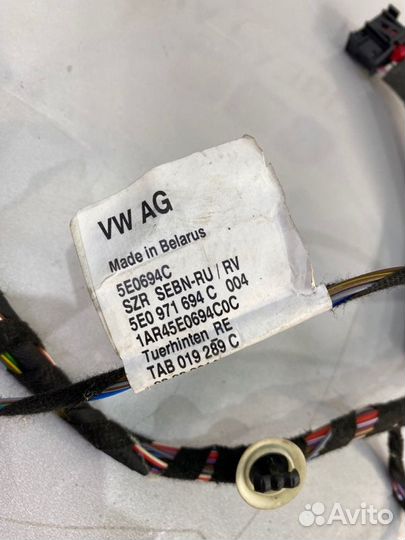 VW AG
Made in Belarus
5E0694C
SZR SEBN-RU / RV
5E0 971 694 C 004
1AR45E0694C0C
Tuerhinten RE
TAB 019 289 C
Avito